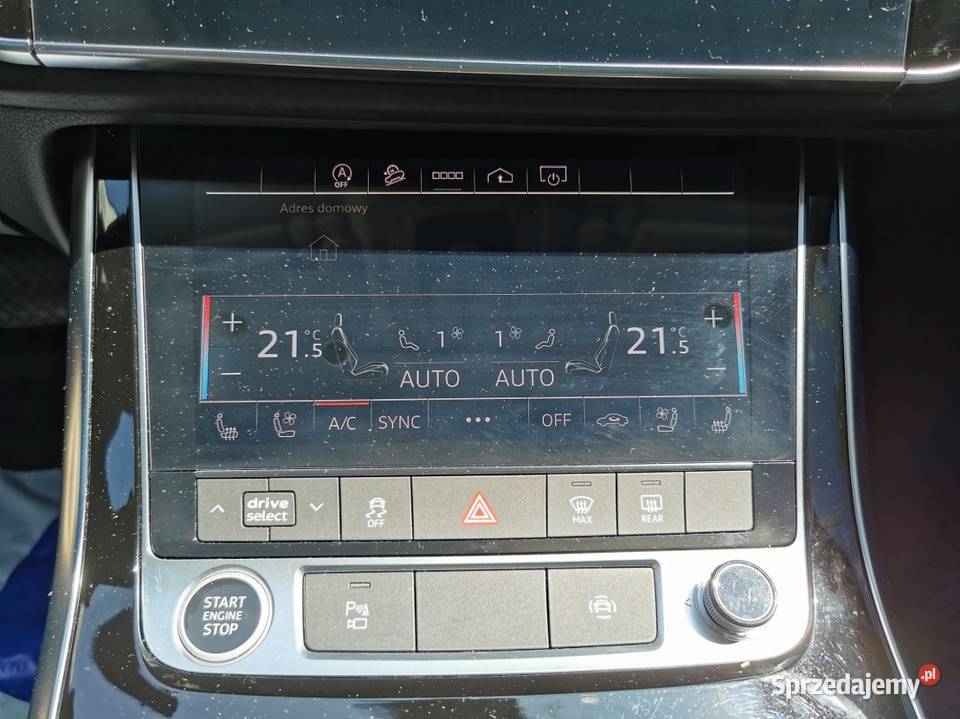 A
OFF
Adres domowy
+ 21.5 °C 1 1 21.5 °C +
– AUTO AUTO –
A/C SYNC ••• OFF
drive
select
OFF
MAX
REAR
START
ENGINE
STOP
P
Sprzedajemy.pl